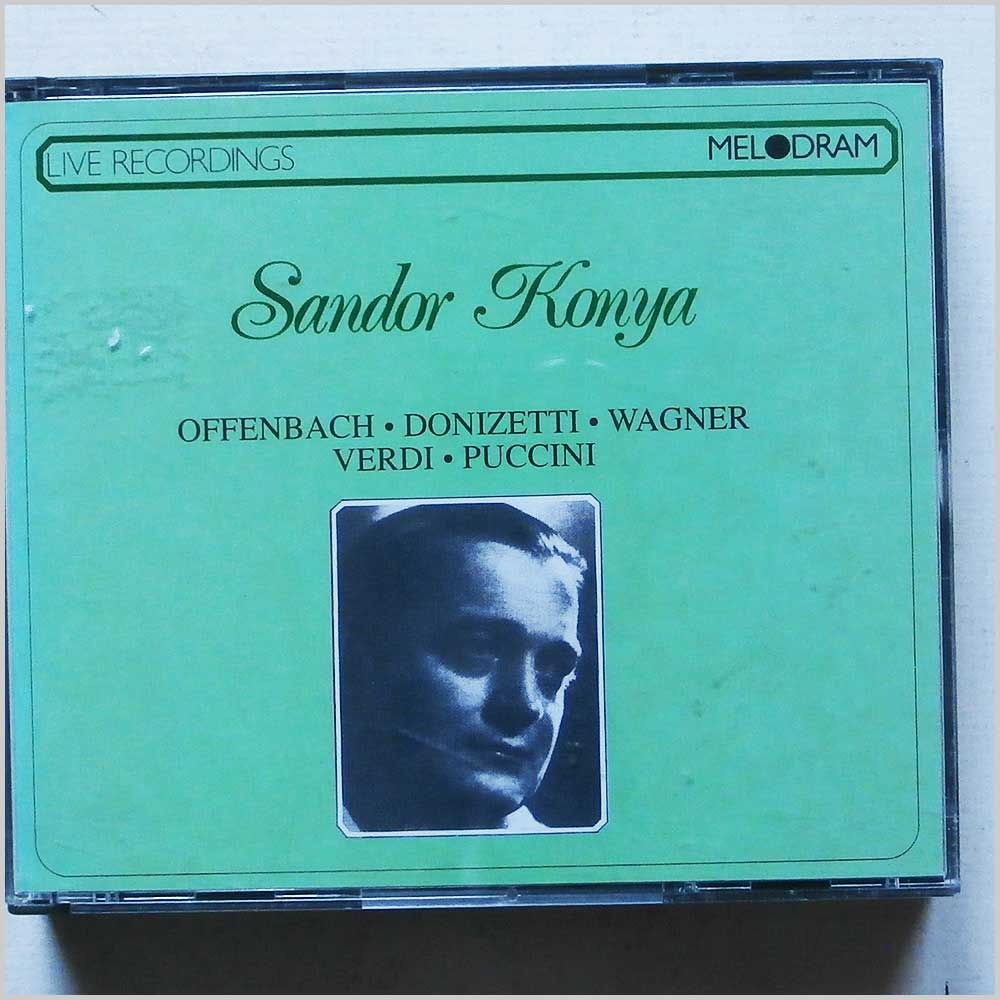 LIVE RECORDINGS
MELODRAM
Sandor Konya
OFFENBACH • DONIZETTI • WAGNER
VERDI • PUCCINI